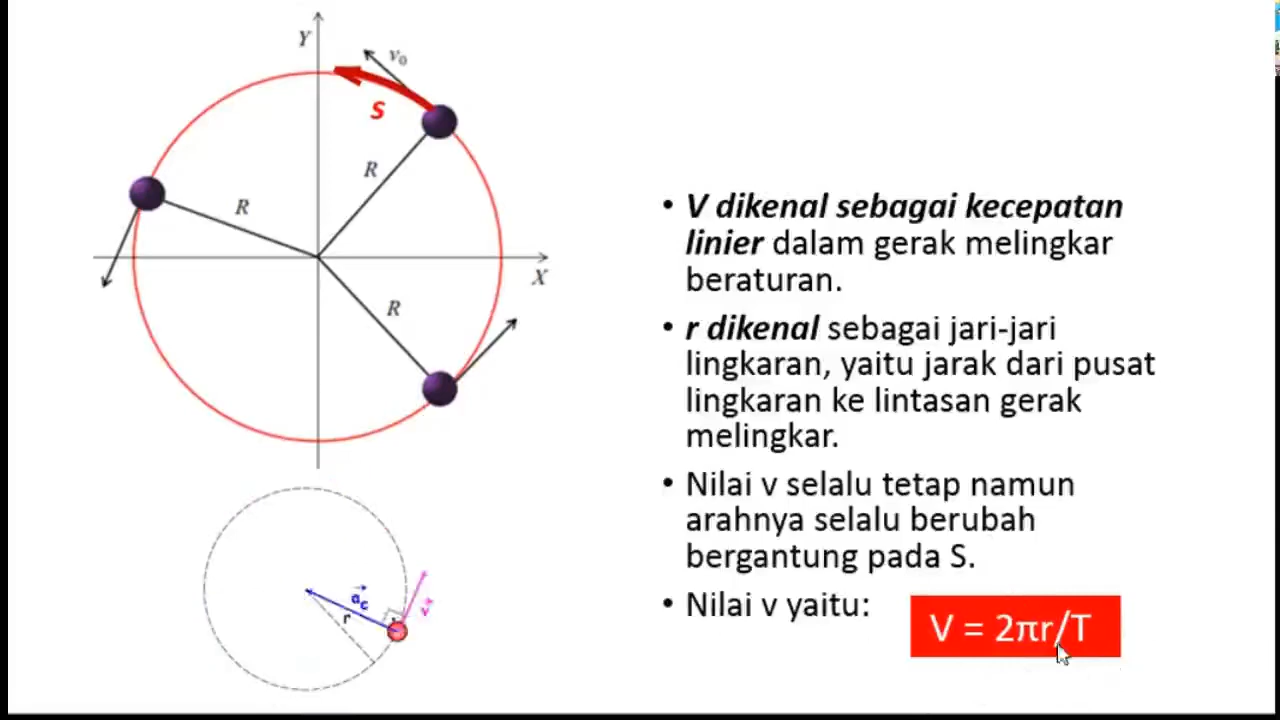 Y
v₀
S
R
R
X
R
• V dikenal sebagai kecepatan
linier dalam gerak melingkar
beraturan.
• r dikenal sebagai jari-jari
lingkaran, yaitu jarak dari pusat
lingkaran ke lintasan gerak
melingkar.
• Nilai v selalu tetap namun
arahnya selalu berubah
bergantung pada S.
• Nilai v yaitu:
V = 2πr/T
a⃗c
r
v⃗